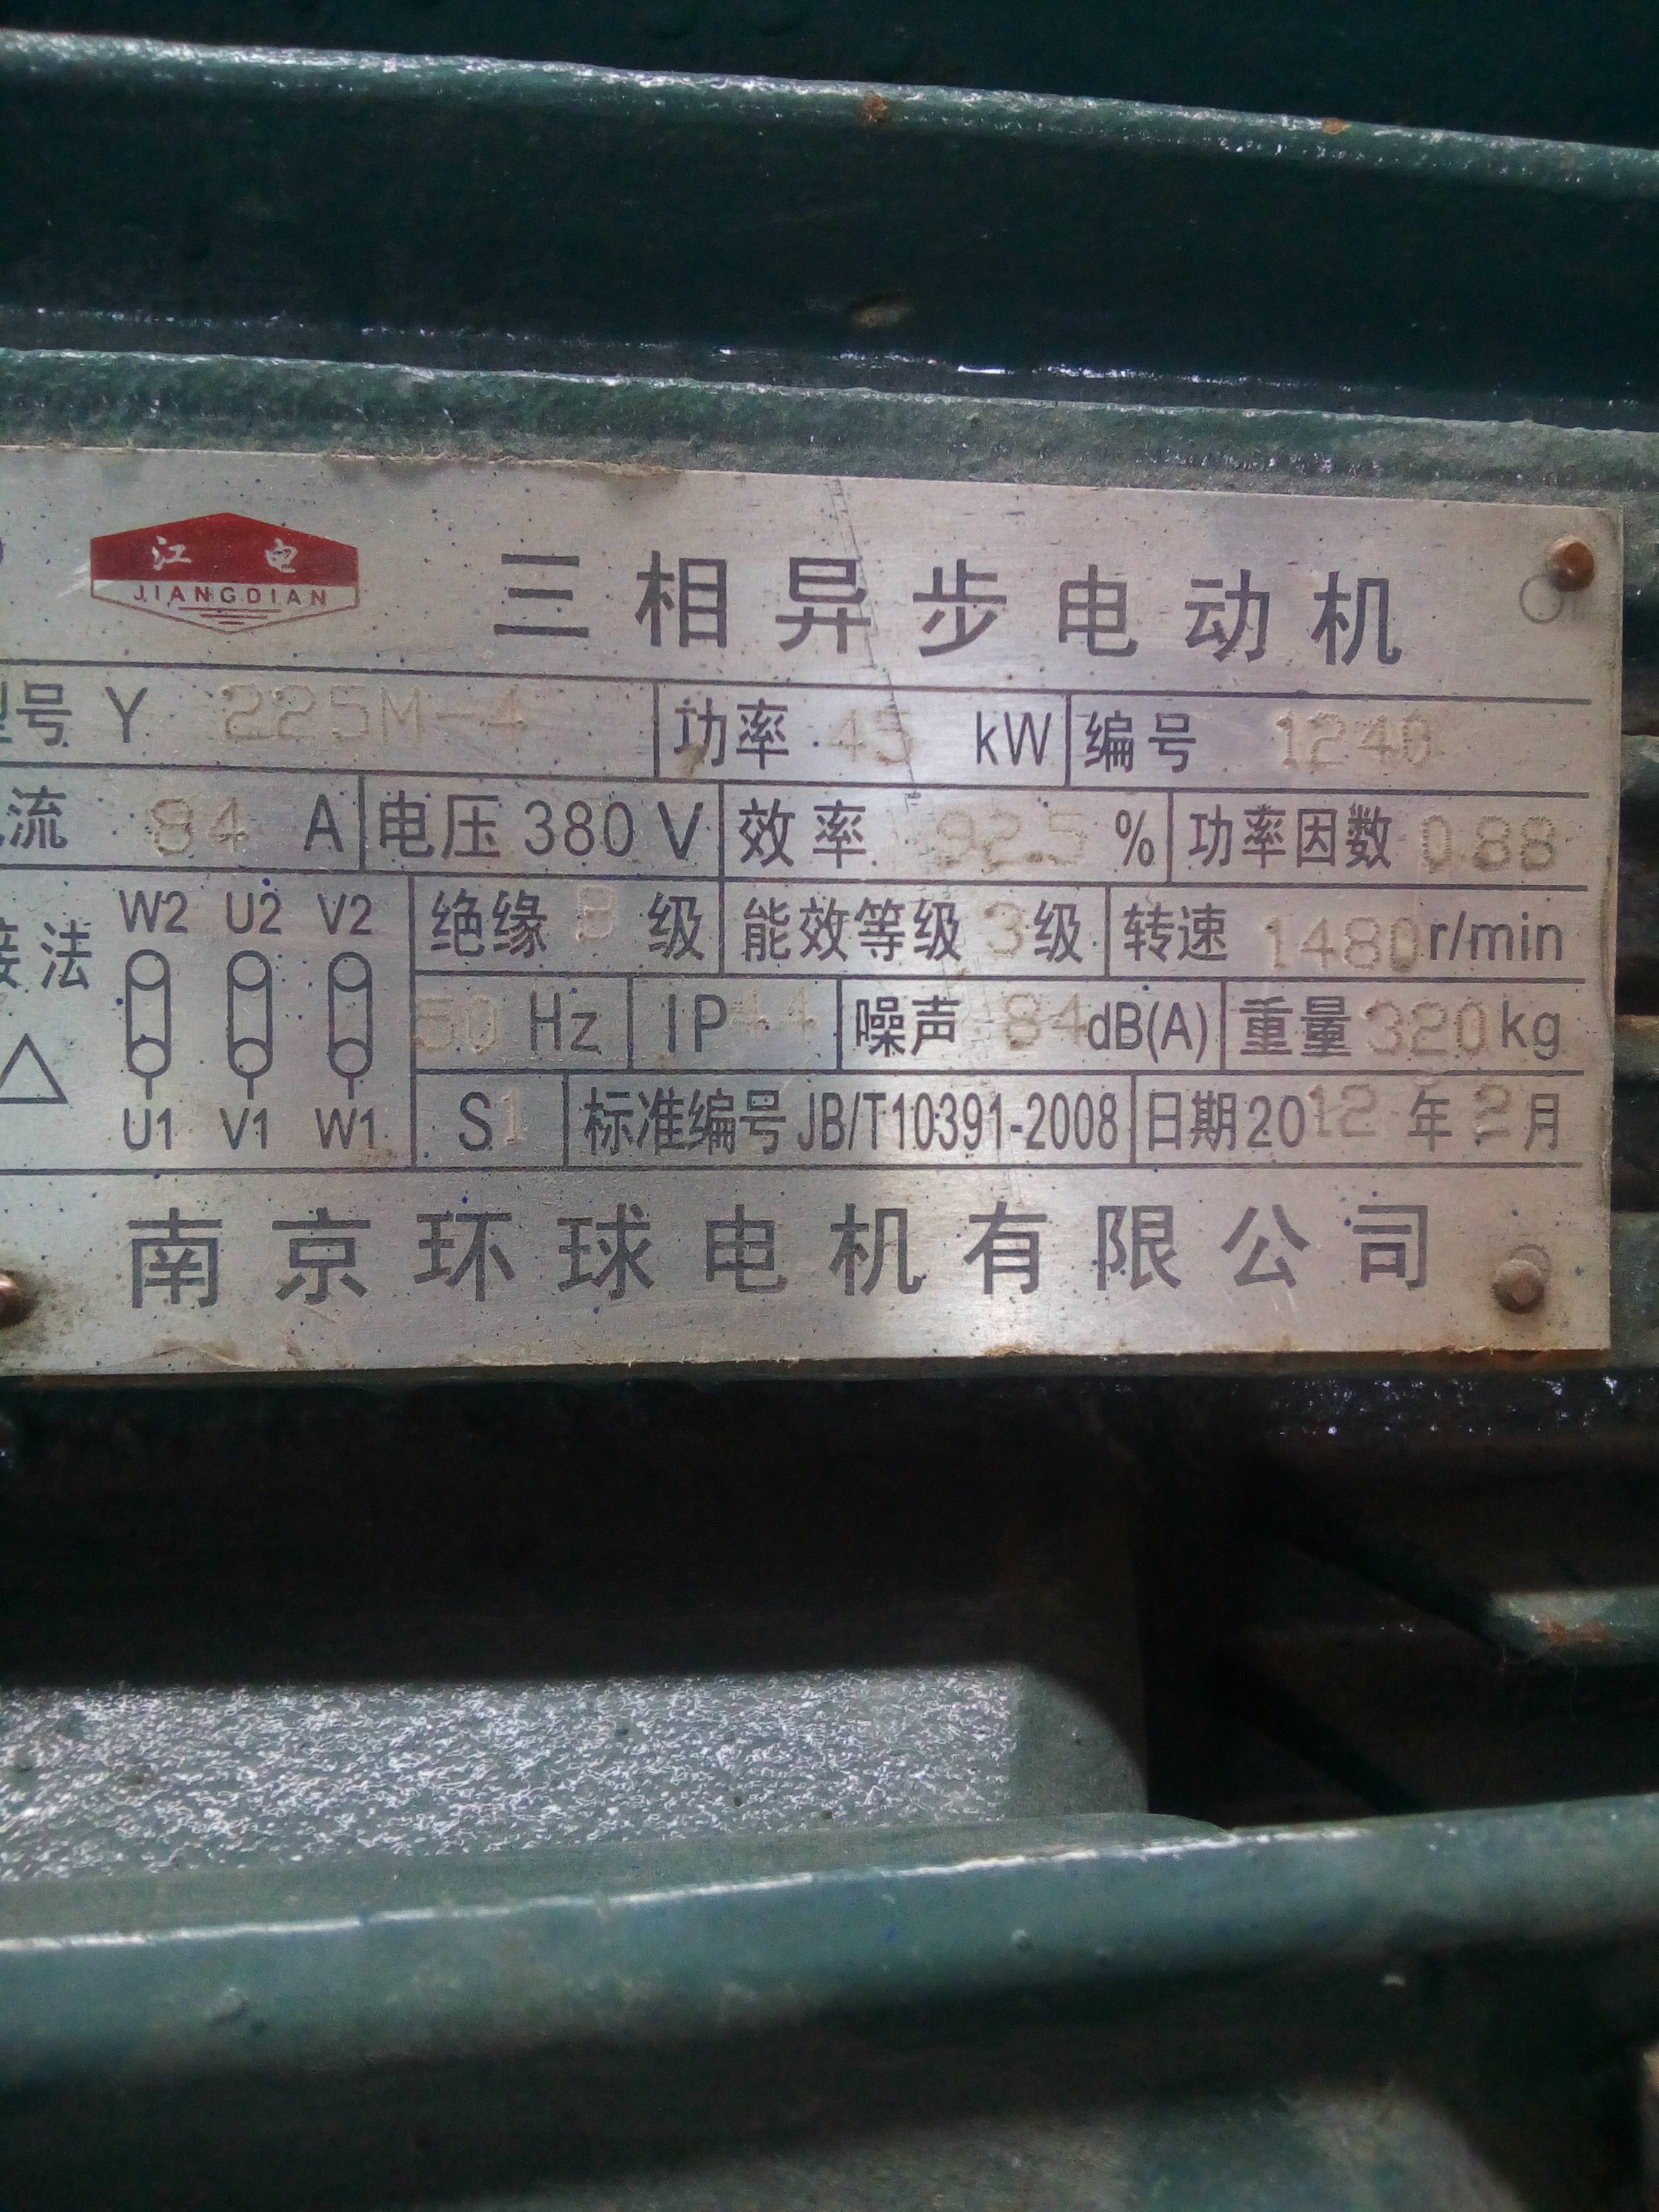 江电
JIANGDIAN
三相异步电动机
号 Y 225M-4 功率 45 kW 编号 1240
流 84 A 电压 380 V 效率 92.5 % 功率因数 0.88
W2 U2 V2 绝缘 B 级 能效等级 3 级 转速 1480 r/min
法
50 Hz IP 44 噪声 84 dB(A) 重量 320 kg
△
U1 V1 W1 S1 标准编号 JB/T10391-2008 日期 2012 年 2 月
南京环球电机有限公司